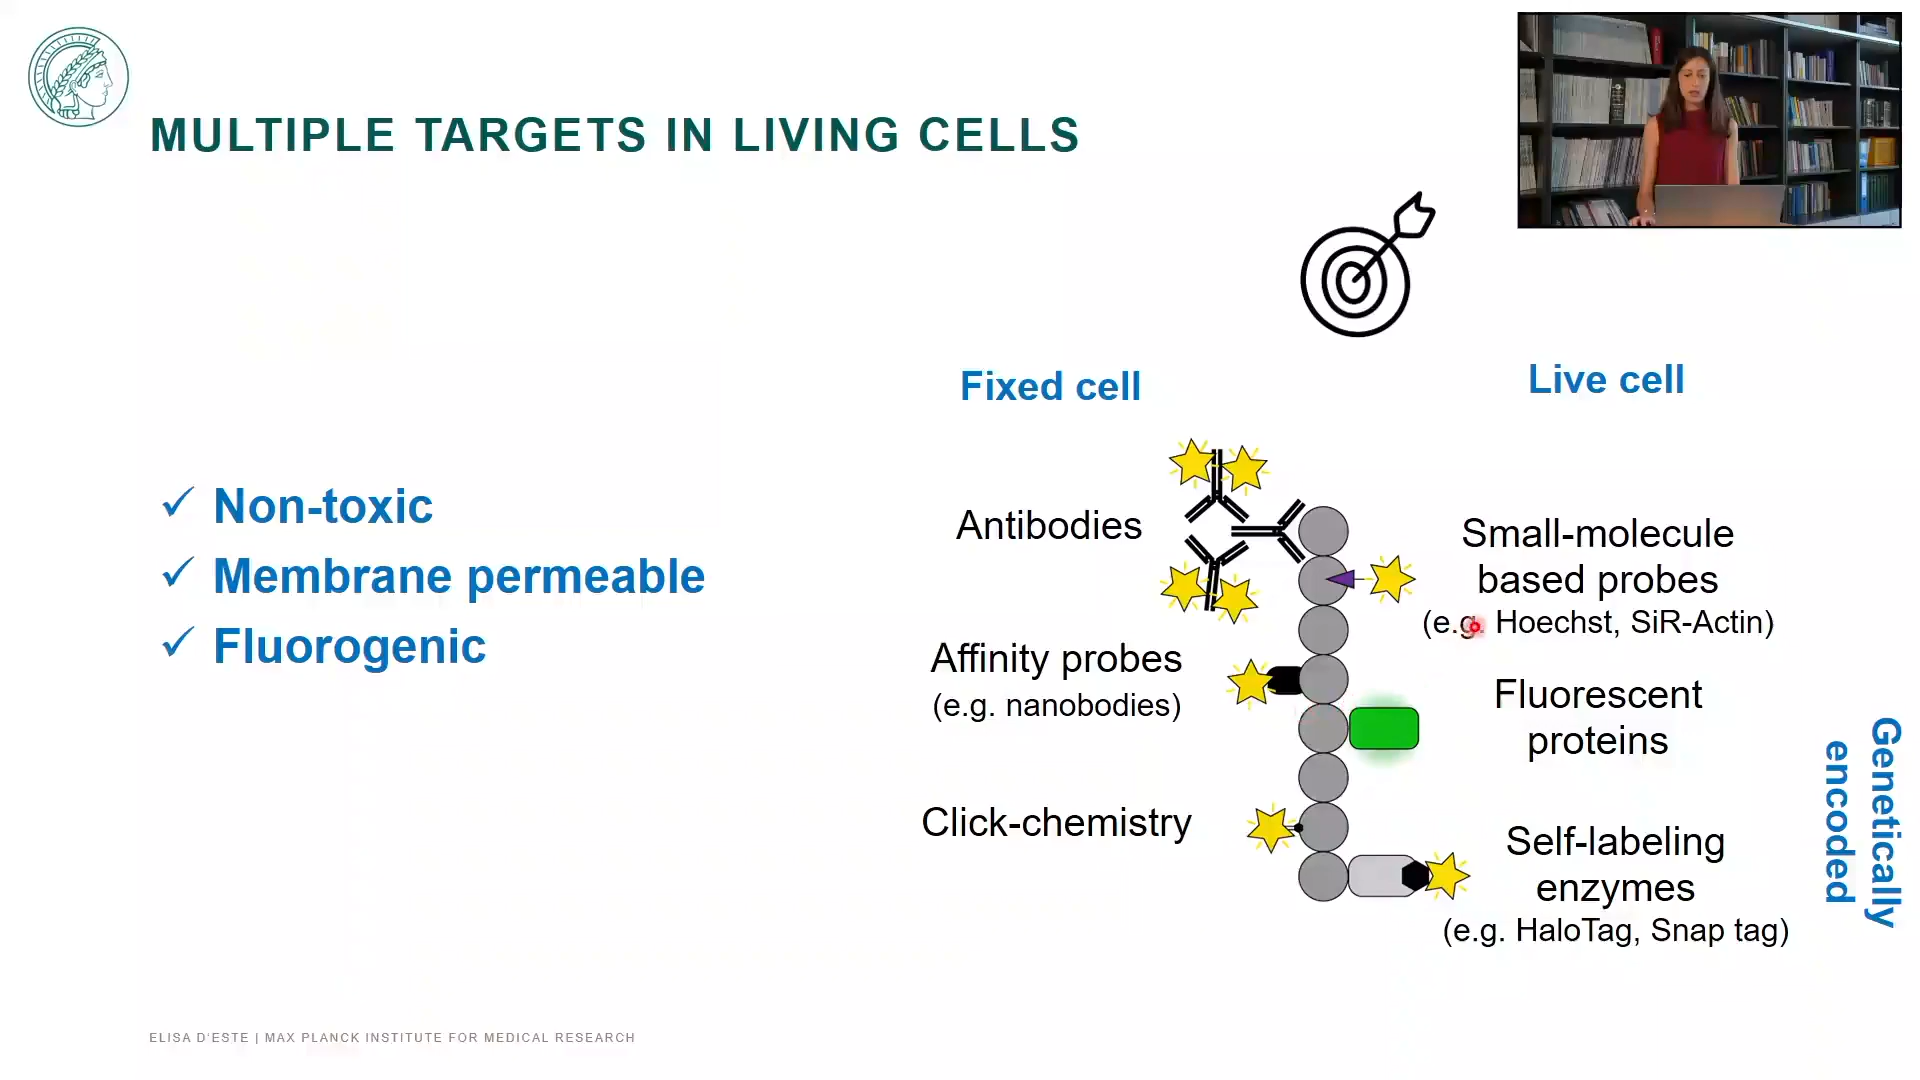 MULTIPLE TARGETS IN LIVING CELLS
Non-toxic
Membrane permeable
Fluorogenic
Fixed cell
Antibodies
Affinity probes
(e.g. nanobodies)
Click-chemistry
Live cell
Small-molecule
based probes
(e.g. Hoechst, SiR-Actin)
Fluorescent
proteins
Self-labeling
enzymes
(e.g. HaloTag, Snap tag)
Genetically
encoded
ELISA D'ESTE | MAX PLANCK INSTITUTE FOR MEDICAL RESEARCH